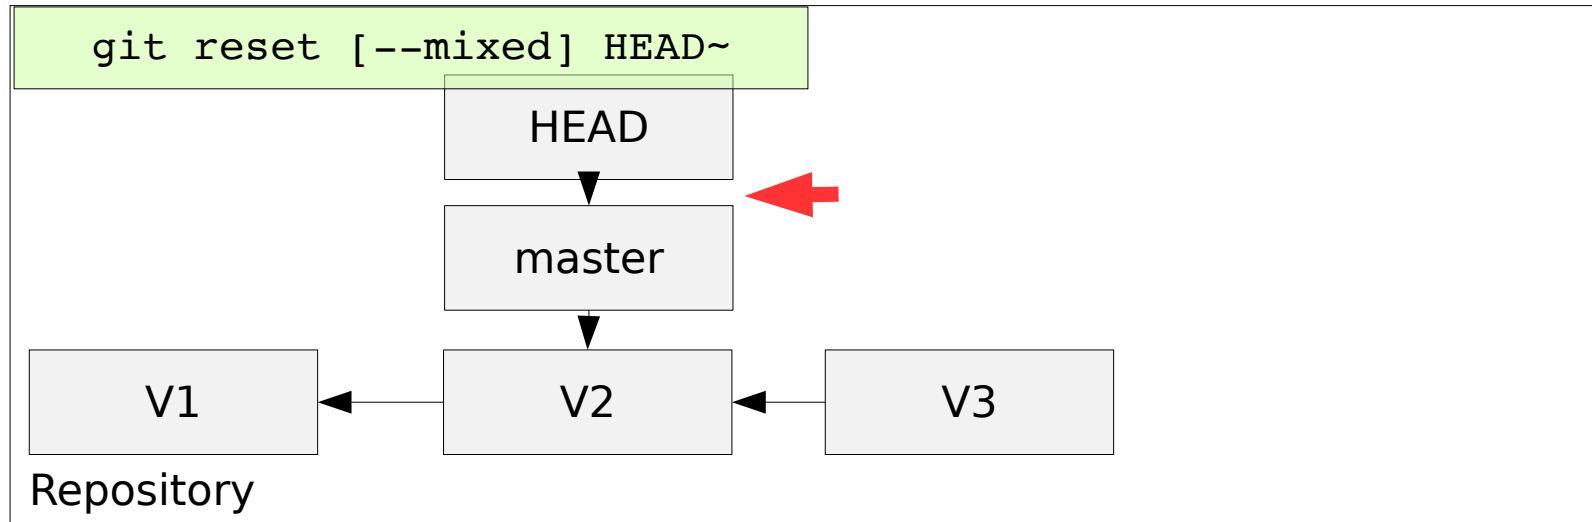 git reset [--mixed] HEAD~
HEAD
master
V1 V2 V3
Repository